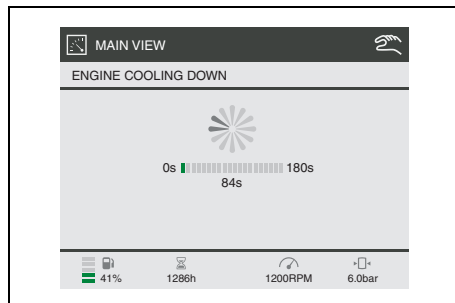 MAIN VIEW
ENGINE COOLING DOWN
0s 180s
84s
41% 1286h 1200RPM 6.0bar